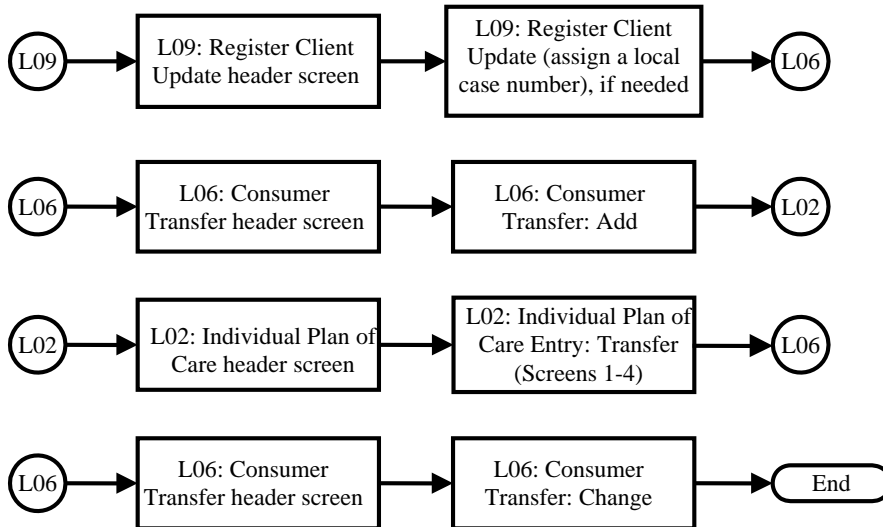 L09
L09: Register Client
Update header screen
L09: Register Client
Update (assign a local
case number), if needed
L06
L06
L06: Consumer
Transfer header screen
L06: Consumer
Transfer: Add
L02
L02
L02: Individual Plan of
Care header screen
L02: Individual Plan of
Care Entry: Transfer
(Screens 1-4)
L06
L06
L06: Consumer
Transfer header screen
L06: Consumer
Transfer: Change
End